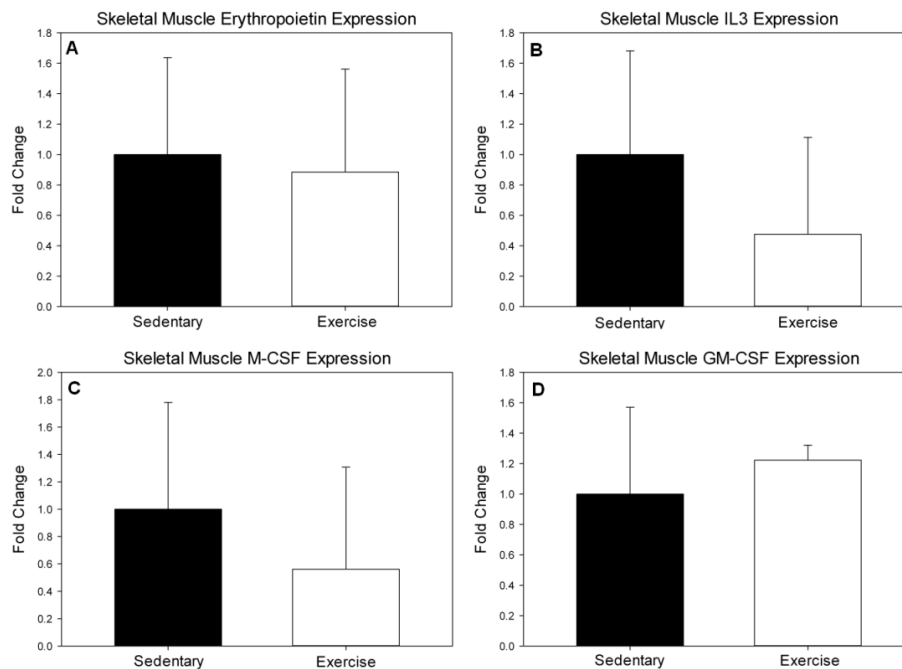 Skeletal Muscle Erythropoietin Expression
A
Fold Change
1.8
1.6
1.4
1.2
1.0
0.8
0.6
0.4
0.2
0.0
Sedentary Exercise
Skeletal Muscle IL3 Expression
B
Fold Change
1.8
1.6
1.4
1.2
1.0
0.8
0.6
0.4
0.2
0.0
Sedentary Exercise
Skeletal Muscle M-CSF Expression
C
Fold Change
2.0
1.8
1.6
1.4
1.2
1.0
0.8
0.6
0.4
0.2
0.0
Sedentary Exercise
Skeletal Muscle GM-CSF Expression
D
Fold Change
1.8
1.6
1.4
1.2
1.0
0.8
0.6
0.4
0.2
0.0
Sedentary Exercise